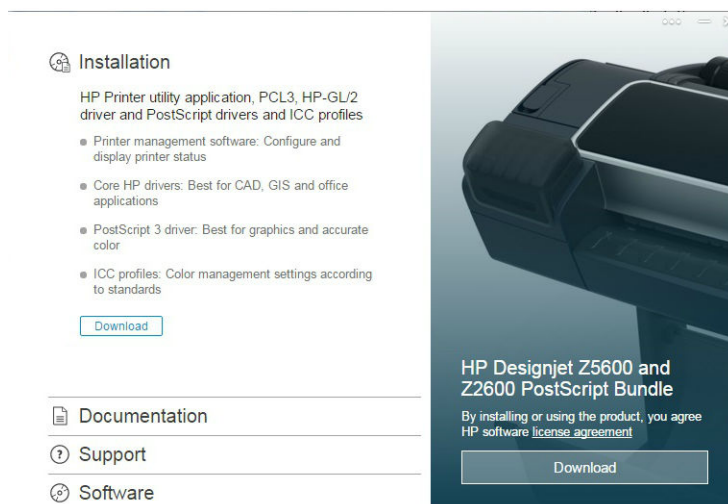 Installation
HP Printer utility application, PCL3, HP-GL/2
driver and PostScript drivers and ICC profiles
Printer management software: Configure and
display printer status
Core HP drivers: Best for CAD, GIS and office
applications
PostScript 3 driver: Best for graphics and accurate
color
ICC profiles: Color management settings according
to standards
Download
Documentation
Support
Software
HP Designjet Z5600 and
Z2600 PostScript Bundle
By installing or using the product, you agree
HP software license agreement
Download